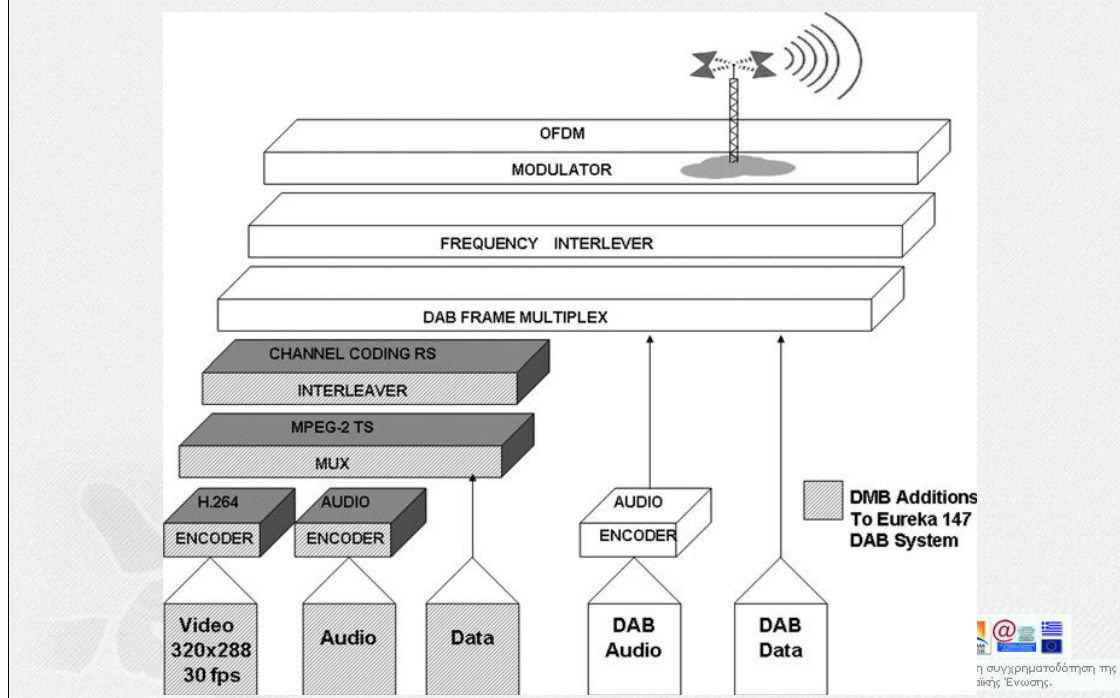 OFDM
MODULATOR
FREQUENCY INTERLEVER
DAB FRAME MULTIPLEX
CHANNEL CODING RS
INTERLEAVER
MPEG-2 TS
MUX
H.264
ENCODER
AUDIO
ENCODER
AUDIO
ENCODER
DMB Additions
To Eureka 147
DAB System
Video
320x288
30 fps
Audio
Data
DAB
Audio
DAB
Data
@
η συγχρηματοδότηση της
αϊκής Ένωσης.